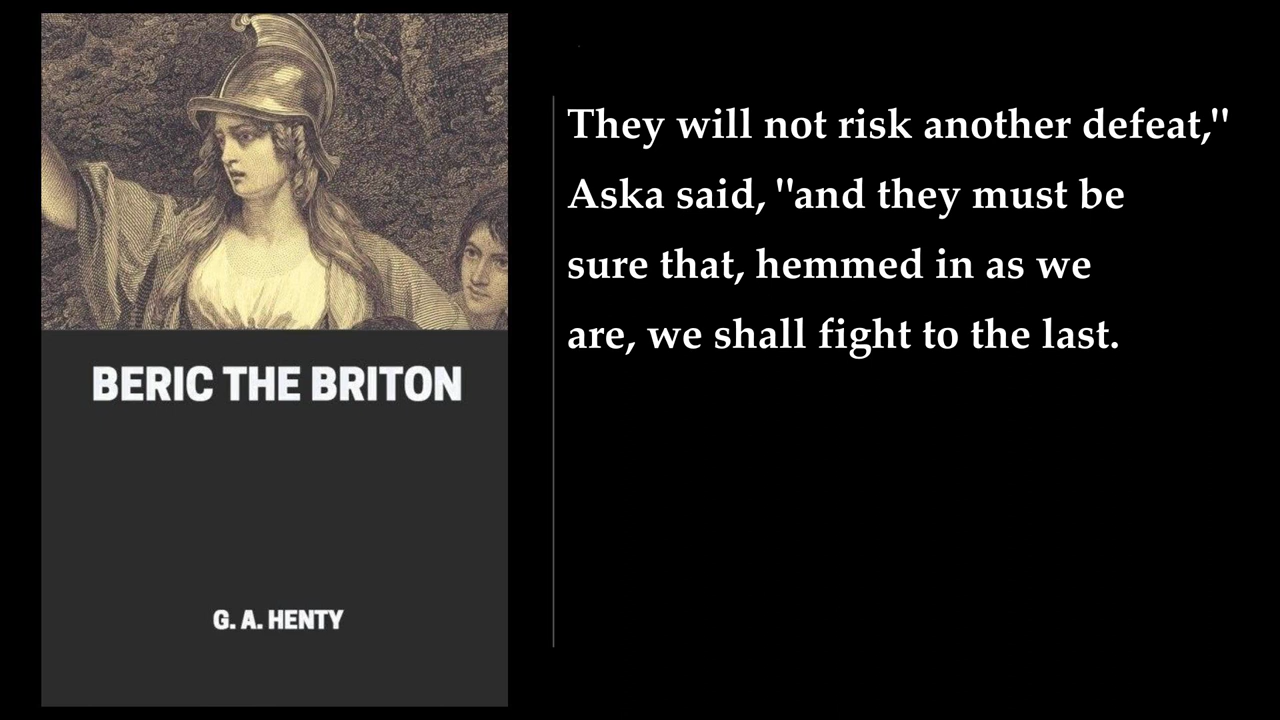 BERIC THE BRITON
G. A. HENTY
They will not risk another defeat,"
Aska said, "and they must be
sure that, hemmed in as we
are, we shall fight to the last.